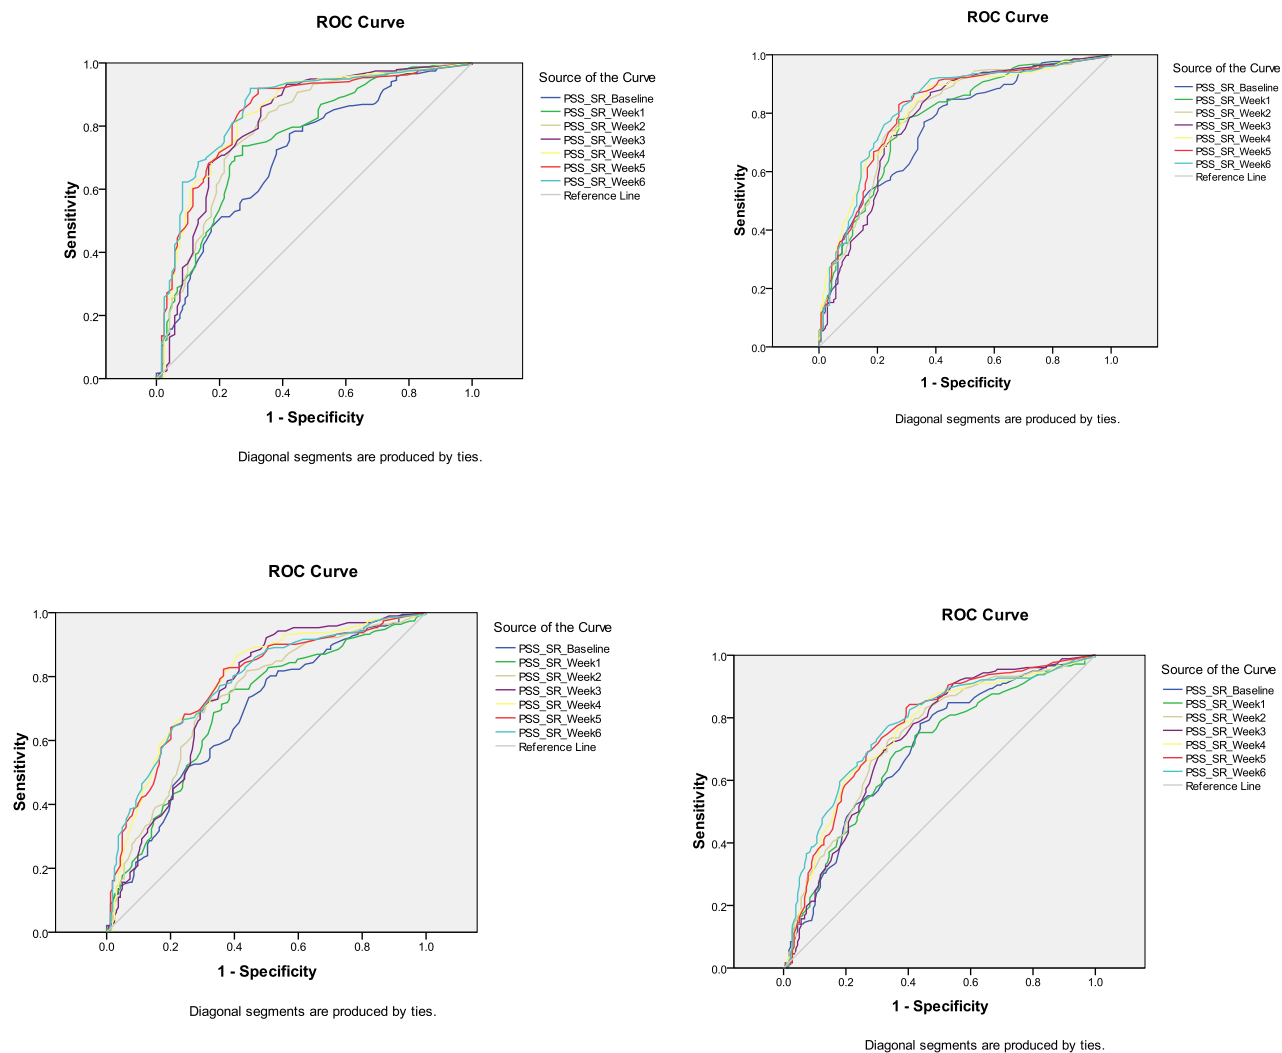 ROC Curve
Sensitivity
1.0
0.8
0.6
0.4
0.2
0.0
0.0 0.2 0.4 0.6 0.8 1.0
1 - Specificity
Source of the Curve
PSS_SR_Baseline
PSS_SR_Week1
PSS_SR_Week2
PSS_SR_Week3
PSS_SR_Week4
PSS_SR_Week5
PSS_SR_Week6
Reference Line
Diagonal segments are produced by ties.
ROC Curve
Sensitivity
1.0
0.8
0.6
0.4
0.2
0.0
0.0 0.2 0.4 0.6 0.8 1.0
1 - Specificity
Source of the Curve
PSS_SR_Baseline
PSS_SR_Week1
PSS_SR_Week2
PSS_SR_Week3
PSS_SR_Week4
PSS_SR_Week5
PSS_SR_Week6
Reference Line
Diagonal segments are produced by ties.
ROC Curve
Sensitivity
1.0
0.8
0.6
0.4
0.2
0.0
0.0 0.2 0.4 0.6 0.8 1.0
1 - Specificity
Source of the Curve
PSS_SR_Baseline
PSS_SR_Week1
PSS_SR_Week2
PSS_SR_Week3
PSS_SR_Week4
PSS_SR_Week5
PSS_SR_Week6
Reference Line
Diagonal segments are produced by ties.
ROC Curve
Sensitivity
1.0
0.8
0.6
0.4
0.2
0.0
0.0 0.2 0.4 0.6 0.8 1.0
1 - Specificity
Source of the Curve
PSS_SR_Baseline
PSS_SR_Week1
PSS_SR_Week2
PSS_SR_Week3
PSS_SR_Week4
PSS_SR_Week5
PSS_SR_Week6
Reference Line
Diagonal segments are produced by ties.